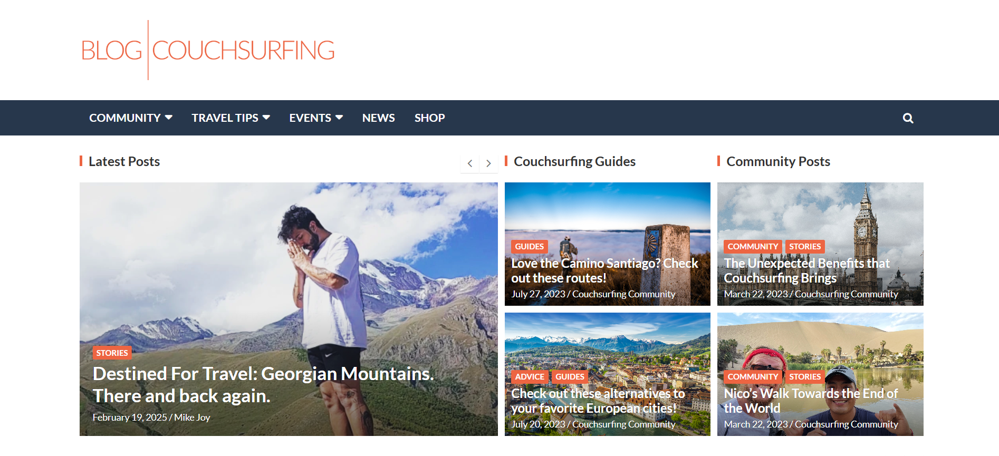 BLOG COUCHSURFING
COMMUNITY TRAVEL TIPS EVENTS NEWS SHOP
Latest Posts
STORIES
Destined For Travel: Georgian Mountains.
There and back again.
February 19, 2025 / Mike Joy
Couchsurfing Guides
GUIDES
Love the Camino Santiago? Check
out these routes!
July 27, 2023 / Couchsurfing Community
ADVICE GUIDES
Check out these alternatives to
your favorite European cities!
July 20, 2023 / Couchsurfing Community
Community Posts
COMMUNITY STORIES
The Unexpected Benefits that
Couchsurfing Brings
March 22, 2023 / Couchsurfing Community
COMMUNITY STORIES
Nico’s Walk Towards the End of
the World
March 22, 2023 / Couchsurfing Community